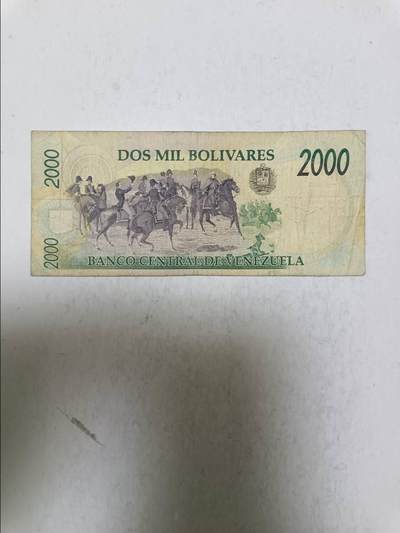 2000
DOS MIL BOLIVARES
2000
2000
BANCO CENTRAL DE VENEZUELA